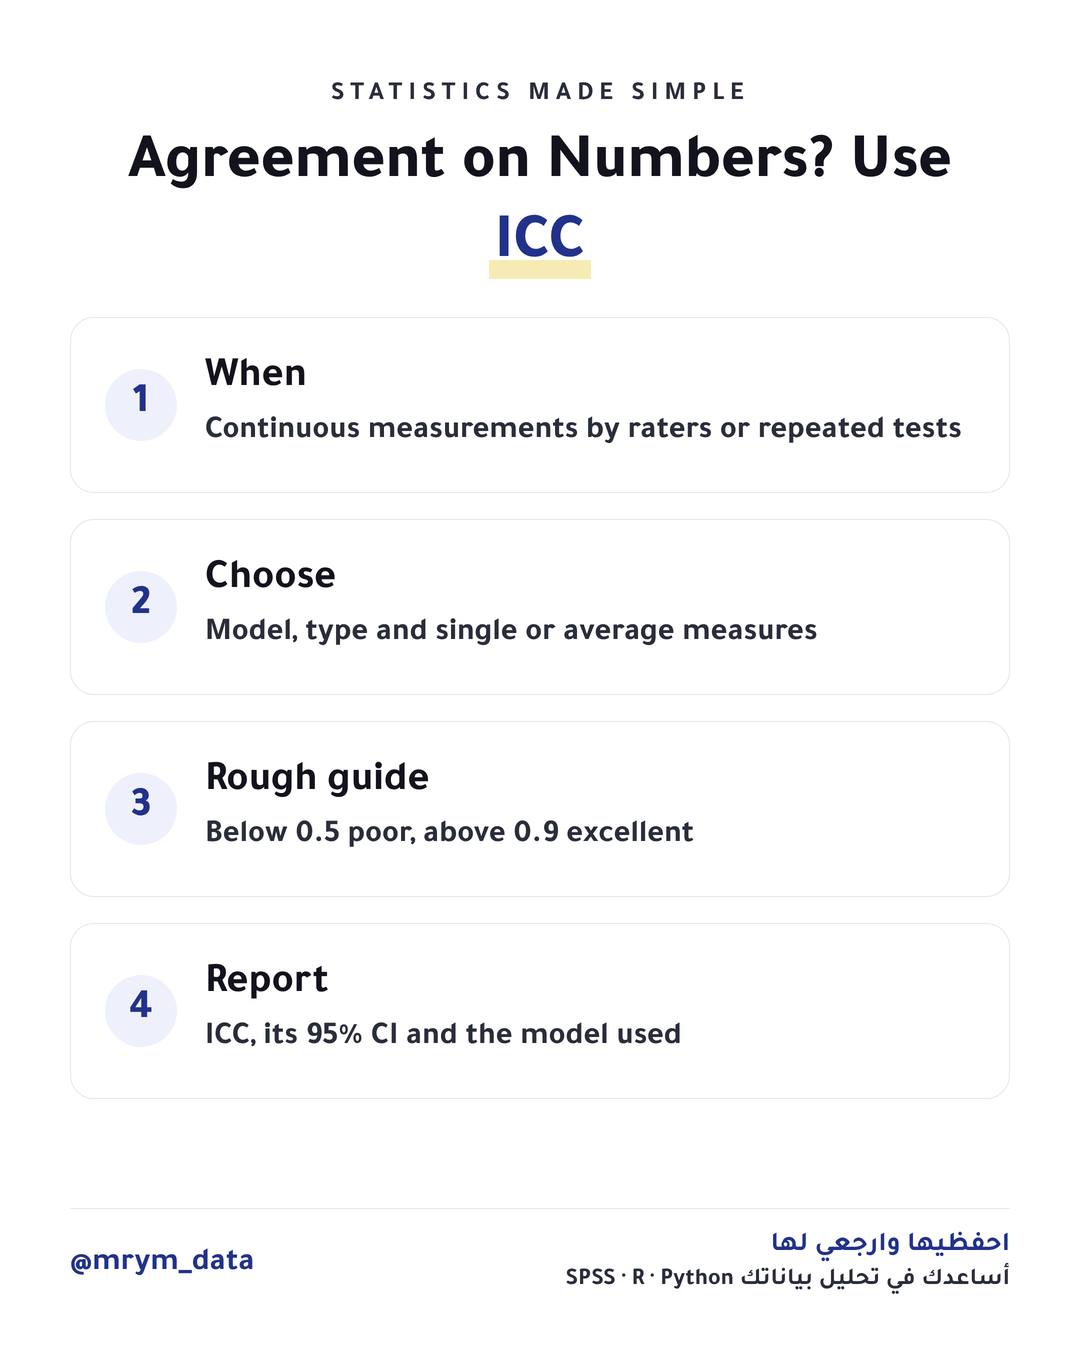 STATISTICS MADE SIMPLE
Agreement on Numbers? Use
ICC
1
When
Continuous measurements by raters or repeated tests
2
Choose
Model, type and single or average measures
3
Rough guide
Below 0.5 poor, above 0.9 excellent
4
Report
ICC, its 95% CI and the model used
@mrym_data
احفظيها وارجعي لها
أساعدك في تحليل بياناتك SPSS · R · Python